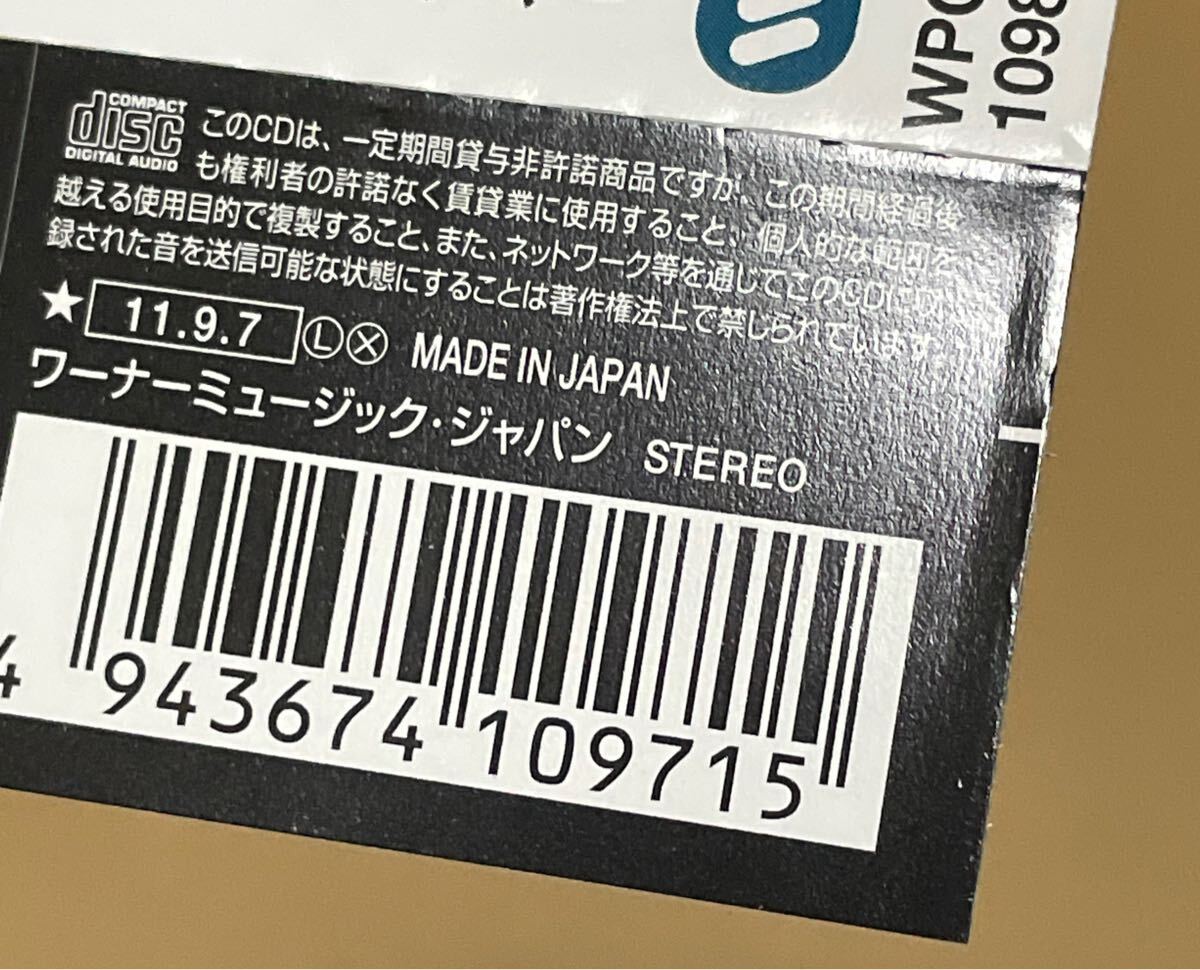 WPC
1098
COMPACT
disc
DIGITAL AUDIO
このCDは、一定期間貸与非許諾商品ですが、この期間経過後
も権利者の許諾なく賃貸業に使用すること、個人的な範囲を
越える使用目的で複製すること、また、ネットワーク等を通じてこのCDに収
録された音を送信可能な状態にすることは著作権法上で禁じられています。
★ 11.9.7 Ⓛ Ⓧ MADE IN JAPAN
ワーナーミュージック・ジャパン STEREO
4 943674 109715